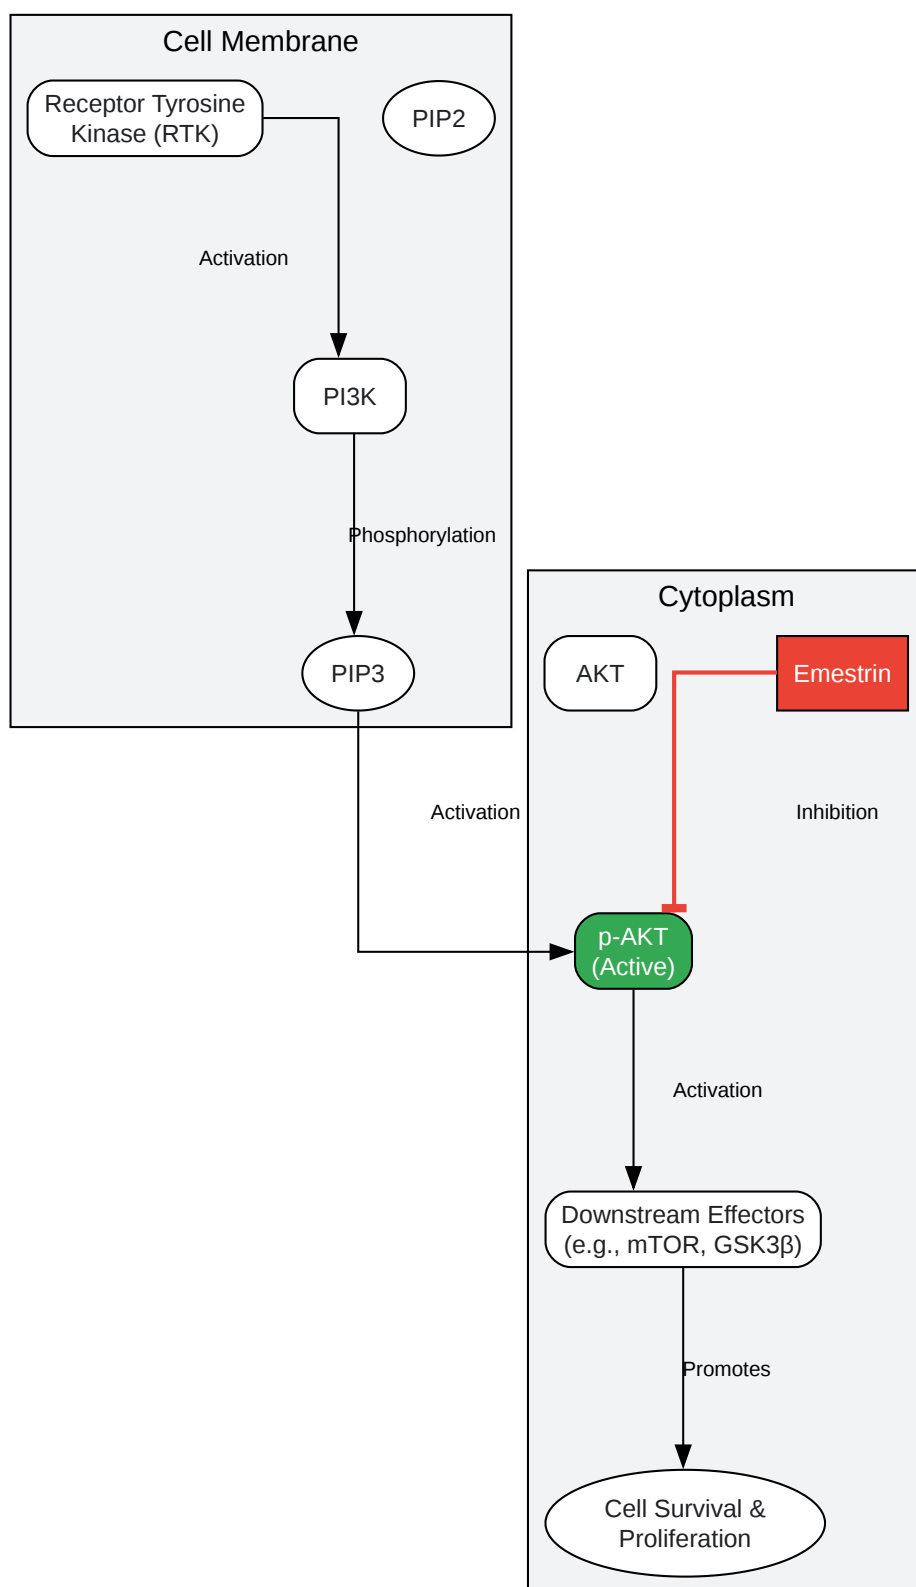 Cell Membrane
Receptor Tyrosine
Kinase (RTK)
PIP2
Activation
PI3K
Phosphorylation
PIP3
Cytoplasm
AKT
Emestrin
Activation
Inhibition
p-AKT
(Active)
Activation
Downstream Effectors
(e.g., mTOR, GSK3β)
Promotes
Cell Survival &
Proliferation